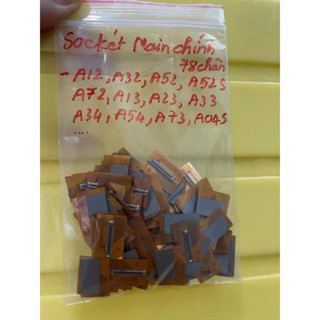 Socket Main chính
78 chân
- A12, A32, A52, A52S
A72, A13, A23, A33
A34, A54, A73, A04S
....